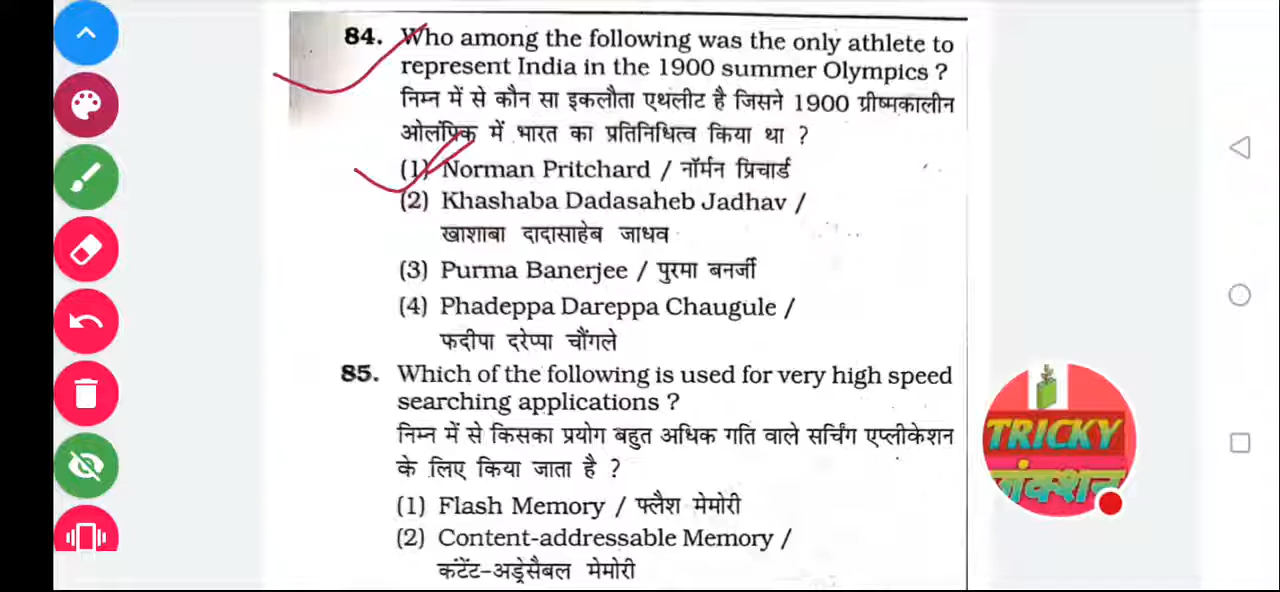 84. Who among the following was the only athlete to
represent India in the 1900 summer Olympics ?
निम्न में से कौन सा इकलौता एथलीट है जिसने 1900 ग्रीष्मकालीन
ओलंपिक में भारत का प्रतिनिधित्व किया था ?
(1) Norman Pritchard / नॉर्मन प्रिचार्ड
(2) Khashaba Dadasaheb Jadhav /
खाशाबा दादासाहेब जाधव
(3) Purma Banerjee / पुरमा बनर्जी
(4) Phadeppa Dareppa Chaugule /
फदीपा दरेप्पा चौंगले
85. Which of the following is used for very high speed
searching applications ?
निम्न में से किसका प्रयोग बहुत अधिक गति वाले सर्चिंग एप्लीकेशन
के लिए किया जाता है ?
(1) Flash Memory / फ्लैश मेमोरी
(2) Content-addressable Memory /
कंटेंट-अड्रेसैबल मेमोरी
TRICKY
जंक्शन